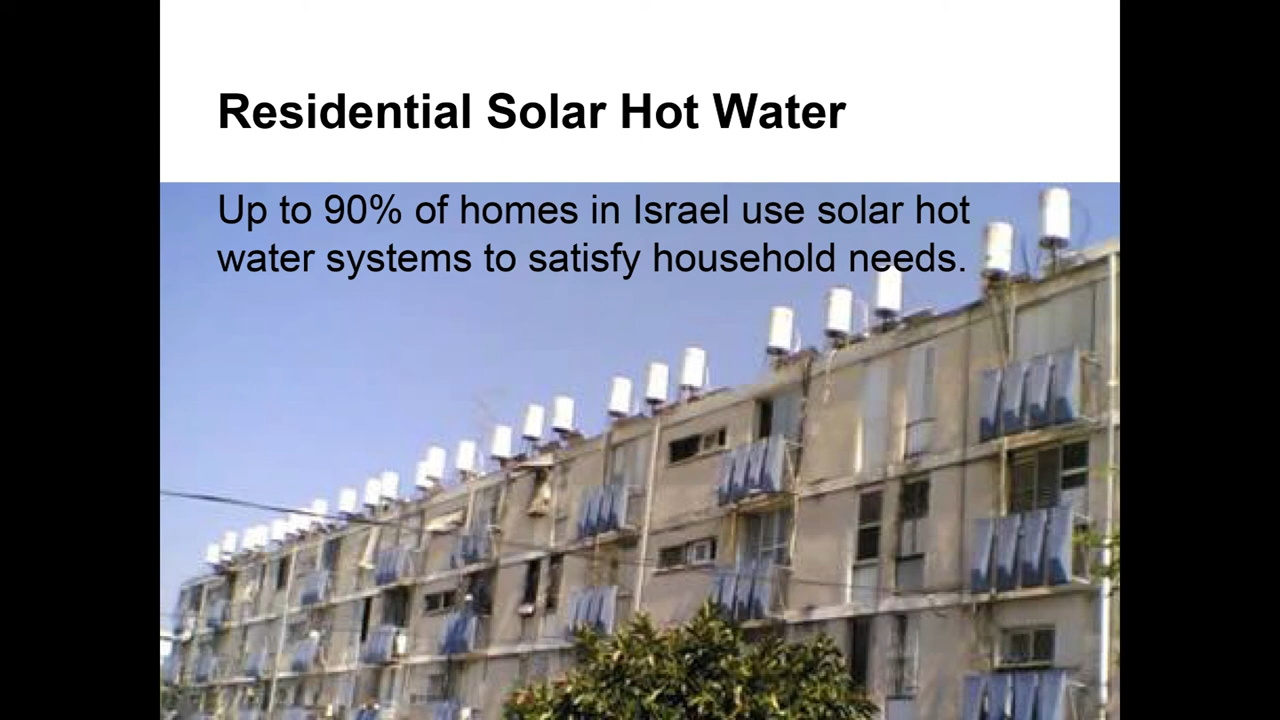 Residential Solar Hot Water
Up to 90% of homes in Israel use solar hot
water systems to satisfy household needs.